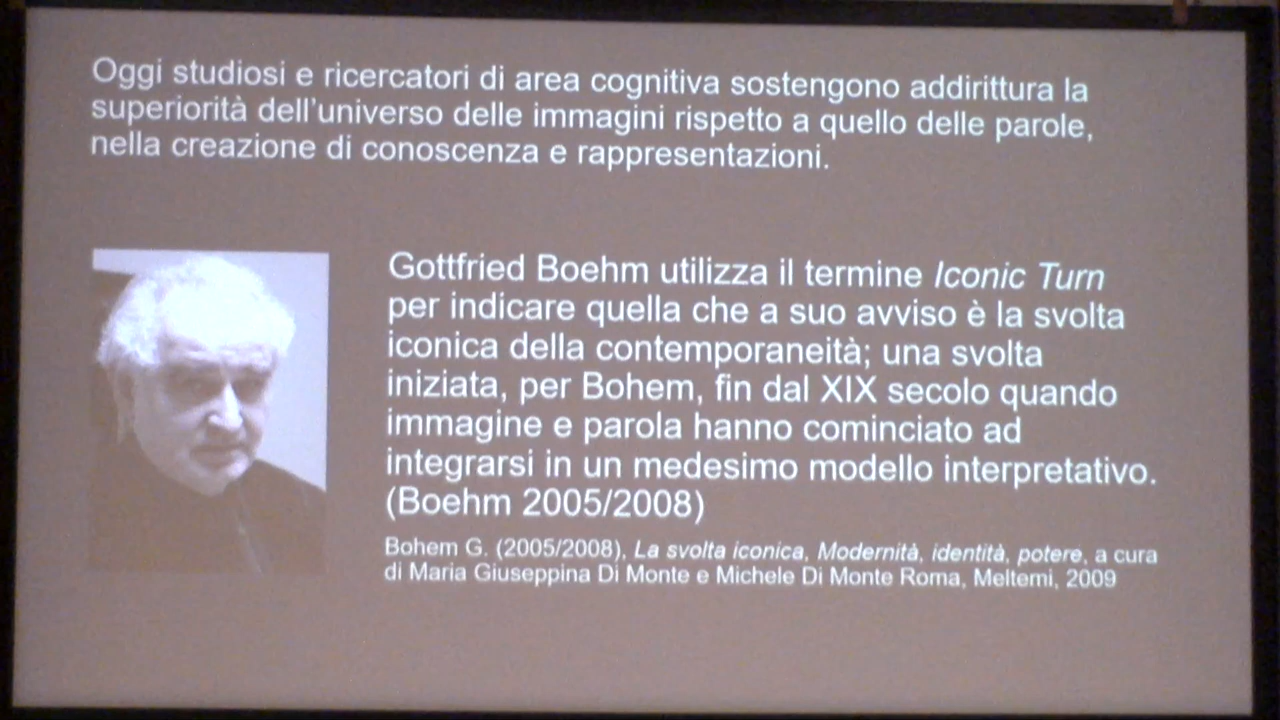 Oggi studiosi e ricercatori di area cognitiva sostengono addirittura la
superiorità dell'universo delle immagini rispetto a quello delle parole,
nella creazione di conoscenza e rappresentazioni.
Gottfried Boehm utilizza il termine Iconic Turn
per indicare quella che a suo avviso è la svolta
iconica della contemporaneità; una svolta
iniziata, per Bohem, fin dal XIX secolo quando
immagine e parola hanno cominciato ad
integrarsi in un medesimo modello interpretativo.
(Boehm 2005/2008)
Bohem G. (2005/2008), La svolta iconica, Modernità, identità, potere, a cura
di Maria Giuseppina Di Monte e Michele Di Monte Roma, Meltemi, 2009